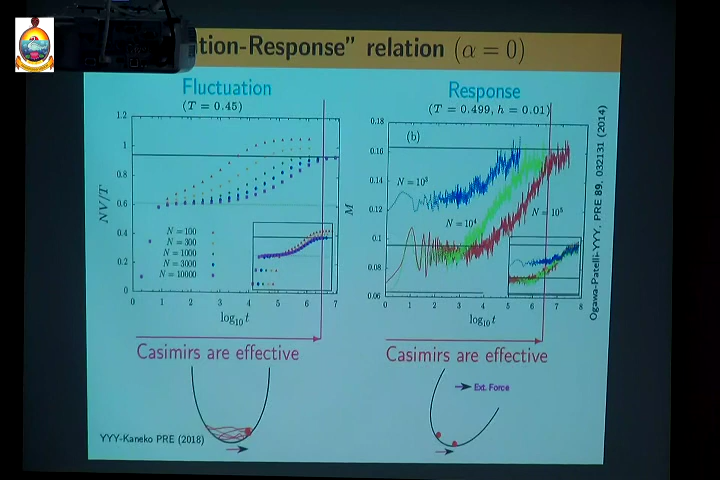 tion-Response" relation (α = 0)
Fluctuation
(T = 0.45)
1.2
1
0.8
0.6
0.4
0.2
0
NV/T
N = 100
N = 300
N = 1000
N = 3000
N = 10000
0 1 2 3 4 5 6 7
log₁₀ t
Casimirs are effective
YYY-Kaneko PRE (2018)
Response
(T = 0.499, h = 0.01)
0.18
0.16
0.14
0.12
0.1
0.08
0.06
M
(b)
N = 10³
N = 10⁴
N = 10⁵
0 1 2 3 4 5 6 7 8
log₁₀ t
Casimirs are effective
Ext. Force
Ogawa-Patelli-YYY, PRE 89, 032131 (2014)